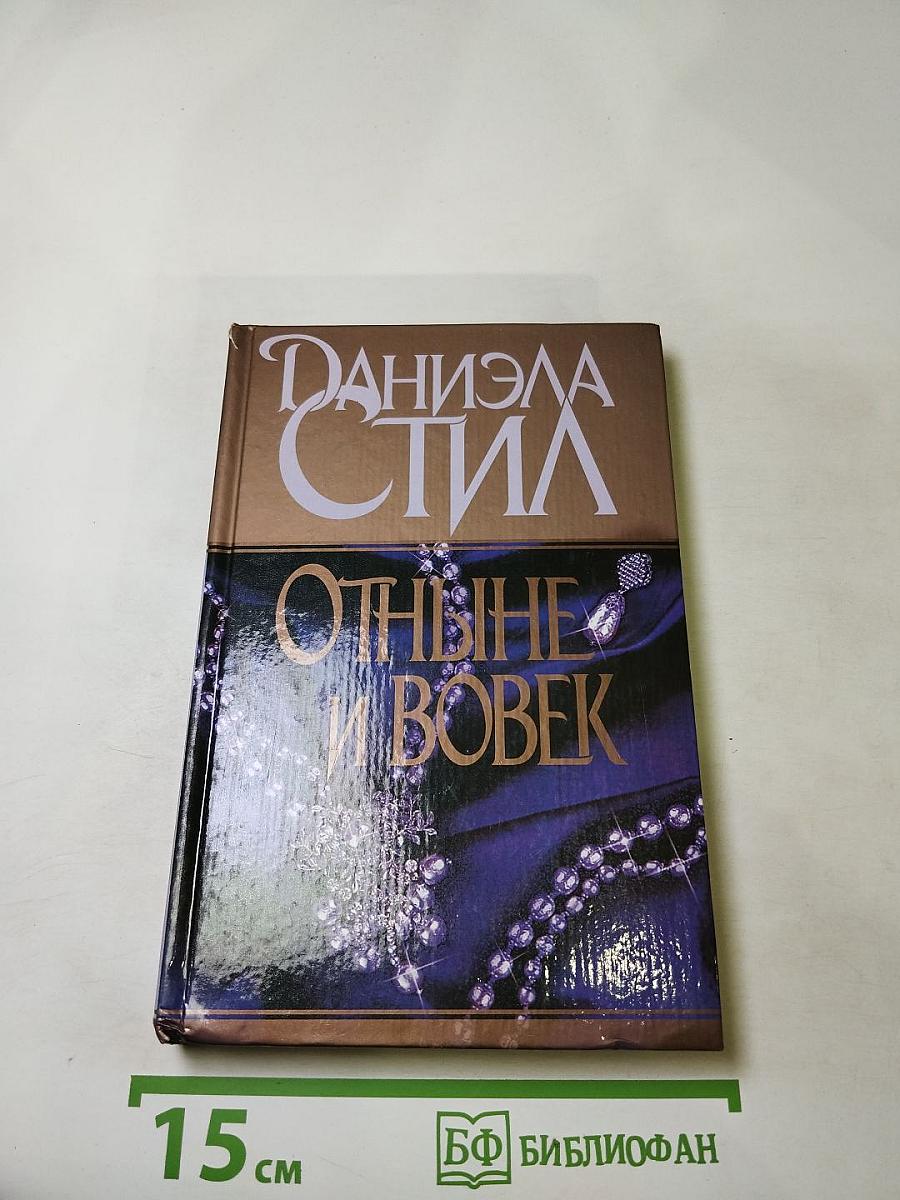 Даниэла
Стил
Отныне
и вовек
15 см
БФ БИБЛИОФАН